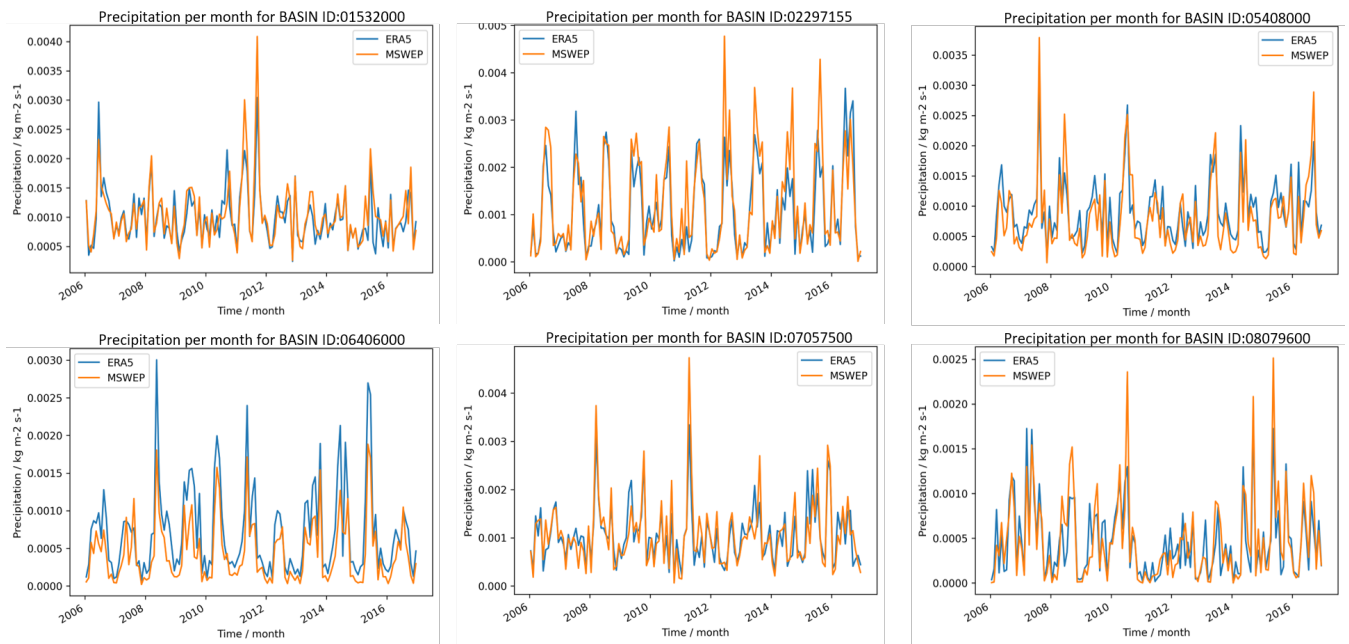 Precipitation per month for BASIN ID:01532000
Precipitation / kg m-2 s-1
0.0040
0.0035
0.0030
0.0025
0.0020
0.0015
0.0010
0.0005
ERA5
MSWEP
2006
2008
2010
2012
2014
2016
Time / month
Precipitation per month for BASIN ID:02297155
Precipitation / kg m-2 s-1
0.005
0.004
0.003
0.002
0.001
0.000
ERA5
MSWEP
2006
2008
2010
2012
2014
2016
Time / month
Precipitation per month for BASIN ID:05408000
Precipitation / kg m-2 s-1
0.0035
0.0030
0.0025
0.0020
0.0015
0.0010
0.0005
0.0000
ERA5
MSWEP
2006
2008
2010
2012
2014
2016
Time / month
Precipitation per month for BASIN ID:06406000
Precipitation / kg m-2 s-1
0.0030
0.0025
0.0020
0.0015
0.0010
0.0005
0.0000
ERA5
MSWEP
2006
2008
2010
2012
2014
2016
Time / month
Precipitation per month for BASIN ID:07057500
Precipitation / kg m-2 s-1
0.004
0.003
0.002
0.001
0.000
ERA5
MSWEP
2006
2008
2010
2012
2014
2016
Time / month
Precipitation per month for BASIN ID:08079600
Precipitation / kg m-2 s-1
0.0025
0.0020
0.0015
0.0010
0.0005
0.0000
ERA5
MSWEP
2006
2008
2010
2012
2014
2016
Time / month